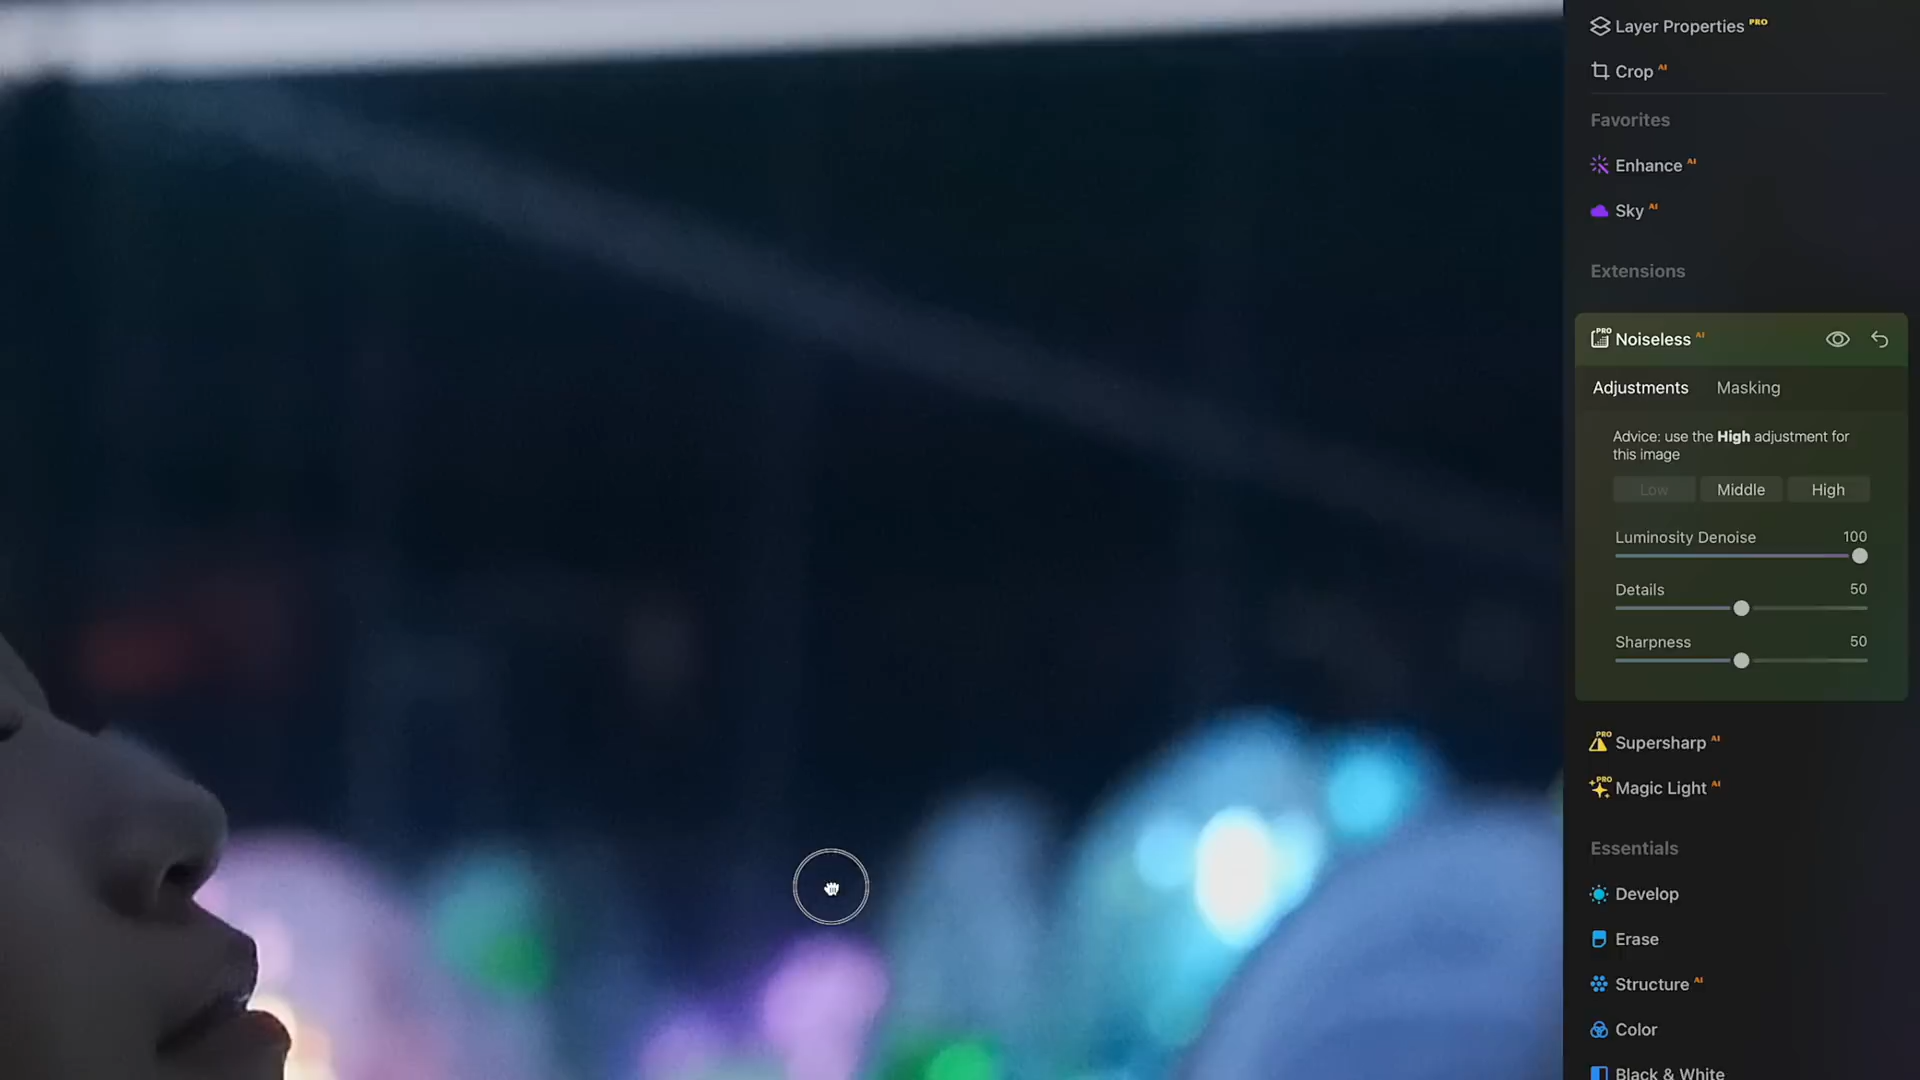 Layer Properties PRO
Crop AI
Favorites
Enhance AI
Sky AI
Extensions
PRO Noiseless AI
Adjustments Masking
Advice: use the High adjustment for
this image
Low Middle High
Luminosity Denoise 100
Details 50
Sharpness 50
PRO Supersharp AI
PRO Magic Light AI
Essentials
Develop
Erase
Structure AI
Color
Black & White